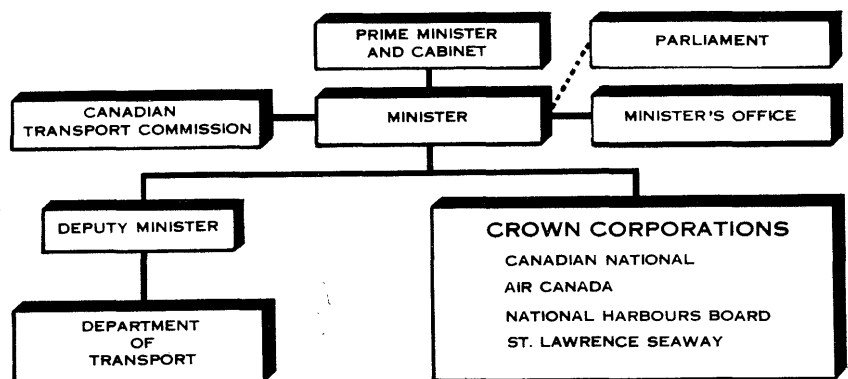 PRIME MINISTER
AND CABINET
PARLIAMENT
CANADIAN
TRANSPORT COMMISSION
MINISTER
MINISTER'S OFFICE
DEPUTY MINISTER
CROWN CORPORATIONS
CANADIAN NATIONAL
AIR CANADA
NATIONAL HARBOURS BOARD
ST. LAWRENCE SEAWAY
DEPARTMENT
OF
TRANSPORT